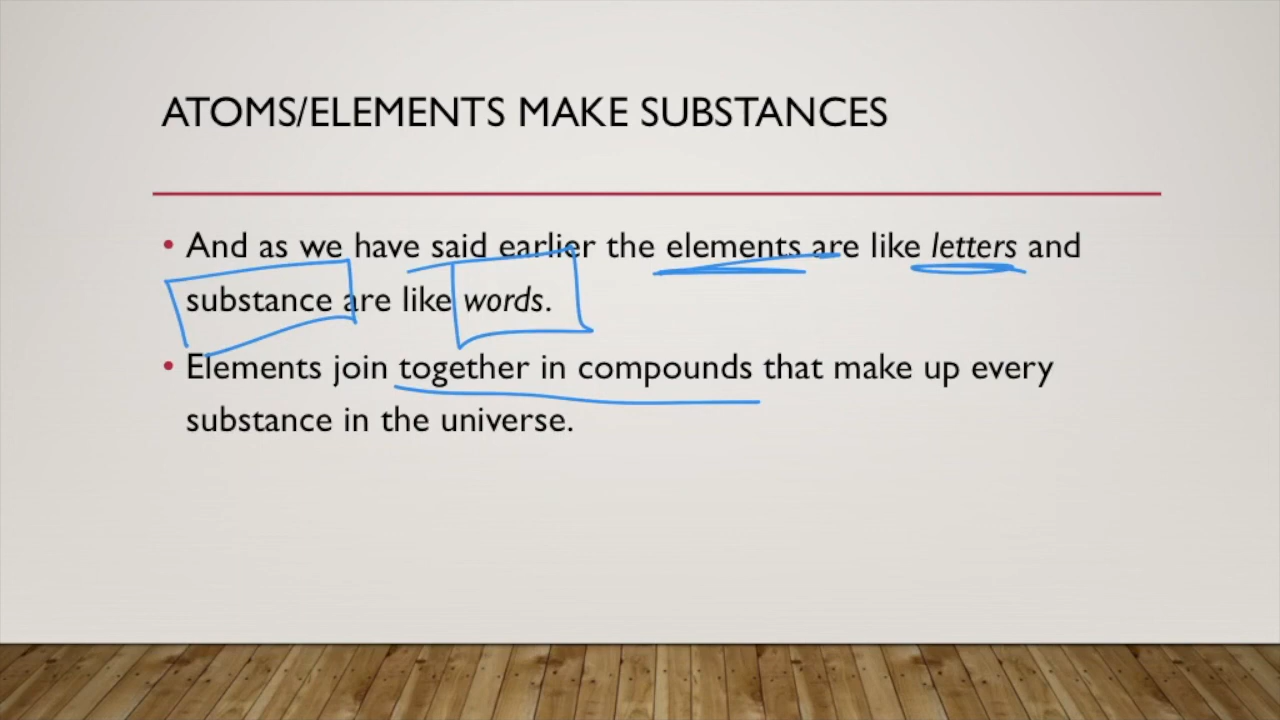 ATOMS/ELEMENTS MAKE SUBSTANCES
• And as we have said earlier the elements are like letters and
substance are like words.
• Elements join together in compounds that make up every
substance in the universe.